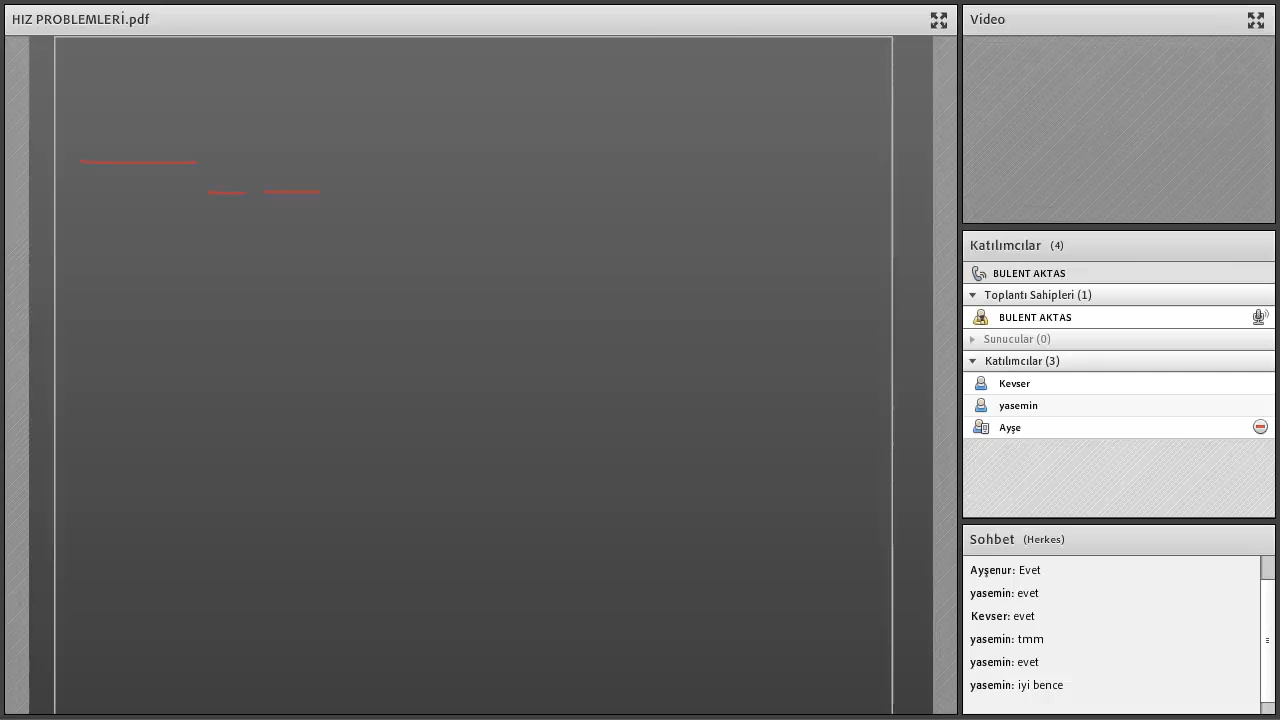 HIZ PROBLEMLERİ.pdf
Video
Katılımcılar (4)
BULENT AKTAS
Toplantı Sahipleri (1)
BULENT AKTAS
Sunucular (0)
Katılımcılar (3)
Kevser
yasemin
Ayşe
Sohbet (Herkes)
Ayşenur: Evet
yasemin: evet
Kevser: evet
yasemin: tmm
yasemin: evet
yasemin: iyi bence